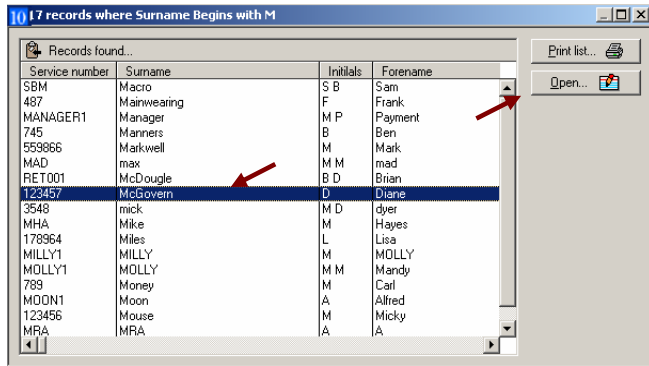 10 17 records where Surname Begins with M
Records found...
Print list...
Open...
Service number Surname Initilals Forename
SBM Macro S B Sam
487 Mainwearing F Frank
MANAGER1 Manager M P Payment
745 Manners B Ben
559866 Markwell M Mark
MAD max M M mad
RET001 McDougle B D Brian
123457 McGovern D Diane
3548 mick M D dyer
MHA Mike M Hayes
178964 Miles L Lisa
MILLY1 MILLY M MOLLY
MOLLY1 MOLLY M M Mandy
789 Money M Carl
MOON1 Moon A Alfred
123456 Mouse M Micky
MRA MRA A A